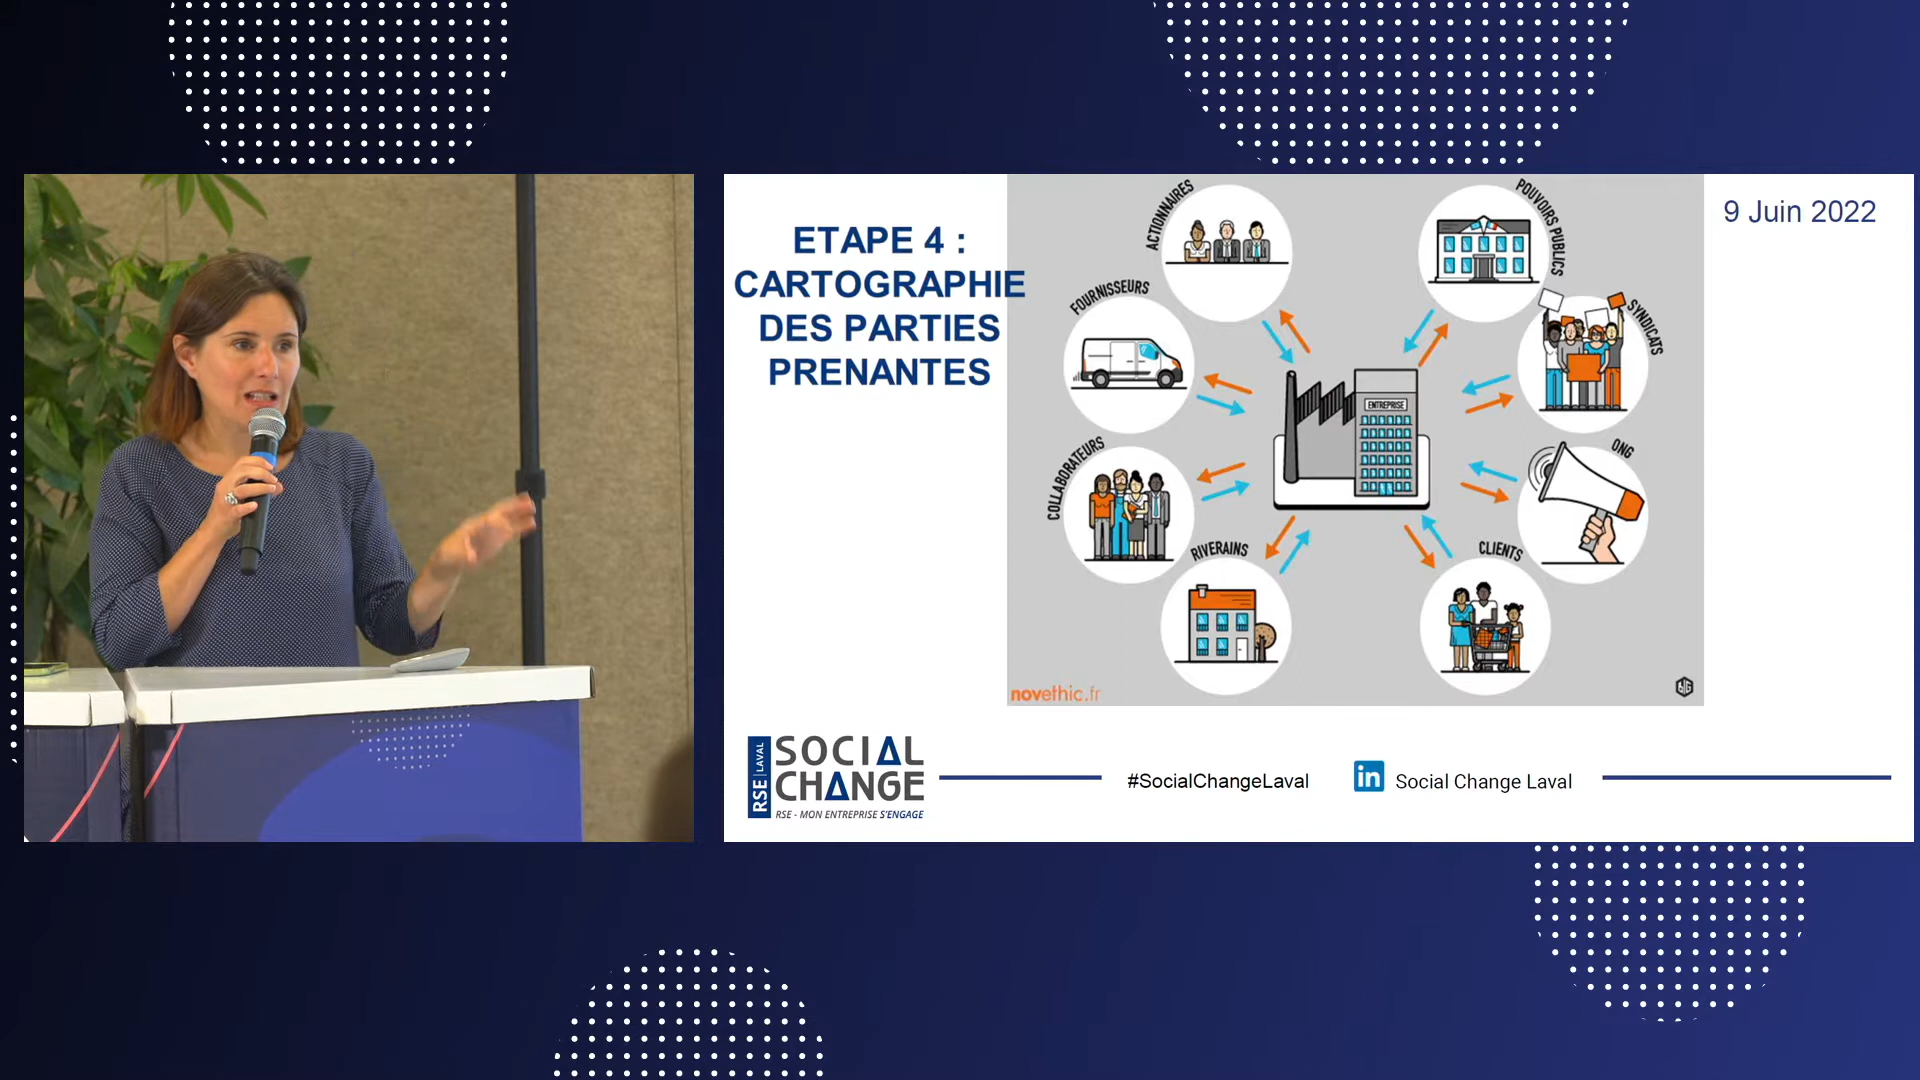 ETAPE 4 :
CARTOGRAPHIE
DES PARTIES
PRENANTES
9 Juin 2022
ACTIONNAIRES
POUVOIRS PUBLICS
FOURNISSEURS
SYNDICATS
ENTREPRISE
COLLABORATEURS
ONG
RIVERAINS
CLIENTS
novethic.fr
RSE | LAVAL
SOCIAL
CHANGE
RSE - MON ENTREPRISE S'ENGAGE
#SocialChangeLaval
in
Social Change Laval